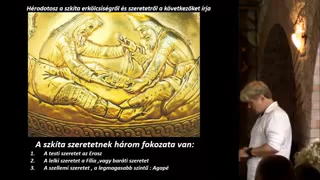 Hérodotosz a szkíta erkölcsiségről és szeretetről a következőket írja
A szkíta szeretetnek három fokozata van:
1. A testi szeretet az Erosz
2. A lelki szeretet a Fília ,vagy baráti szeretet
3. A szellemi szeretet , a legmagasabb szintű : Agapé